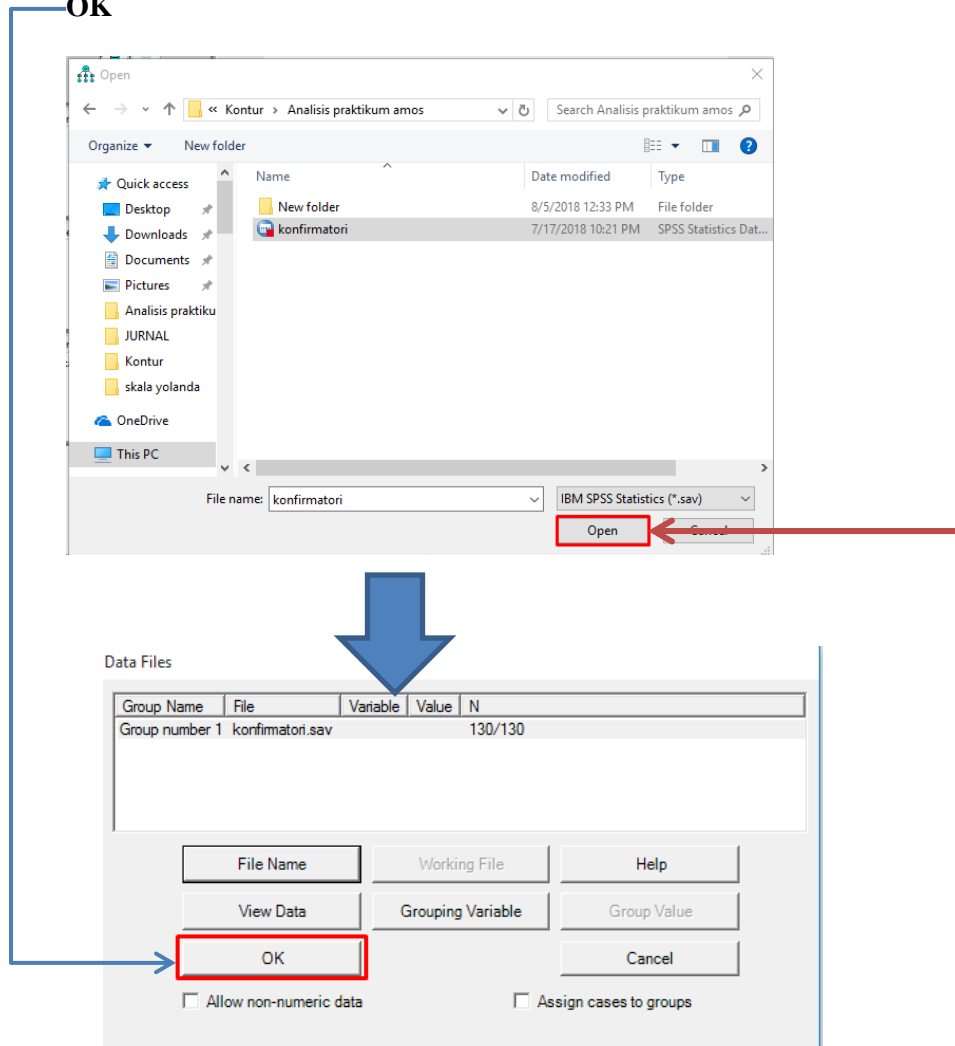 OK
Open
« Kontur > Analisis praktikum amos
Search Analisis praktikum amos
Organize
New folder
Name
Date modified
Type
Quick access
Desktop
Downloads
Documents
Pictures
Analisis praktiku
JURNAL
Kontur
skala yolanda
OneDrive
This PC
New folder 8/5/2018 12:33 PM File folder
konfirmatori 7/17/2018 10:21 PM SPSS Statistics Dat...
File name: konfirmatori
IBM SPSS Statistics (*.sav)
Open
Cancel
Data Files
Group Name File Variable Value N
Group number 1 konfirmatori.sav 130/130
File Name Working File Help
View Data Grouping Variable Group Value
OK Cancel
Allow non-numeric data Assign cases to groups